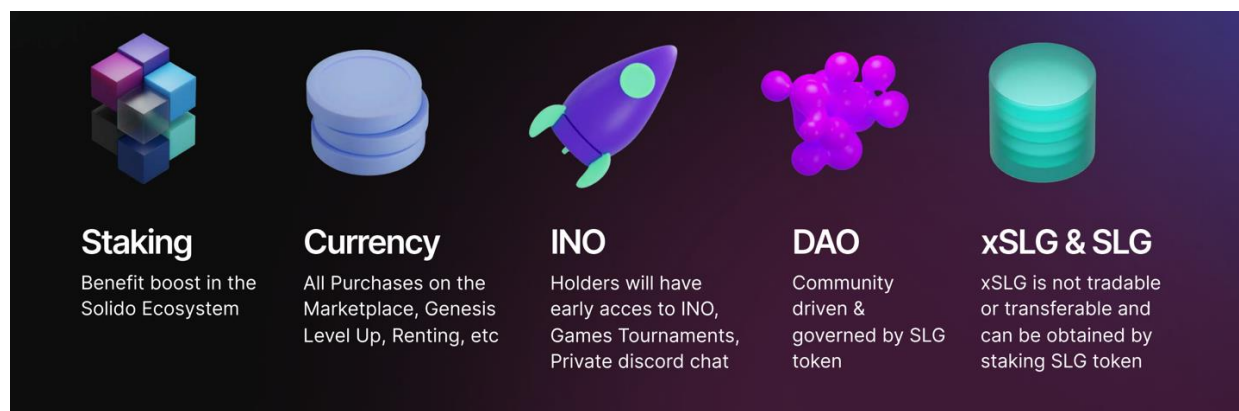 Staking
Benefit boost in the
Solido Ecosystem
Currency
All Purchases on the
Marketplace, Genesis
Level Up, Renting, etc
INO
Holders will have
early acces to INO,
Games Tournaments,
Private discord chat
DAO
Community
driven &
governed by SLG
token
xSLG & SLG
xSLG is not tradable
or transferable and
can be obtained by
staking SLG token